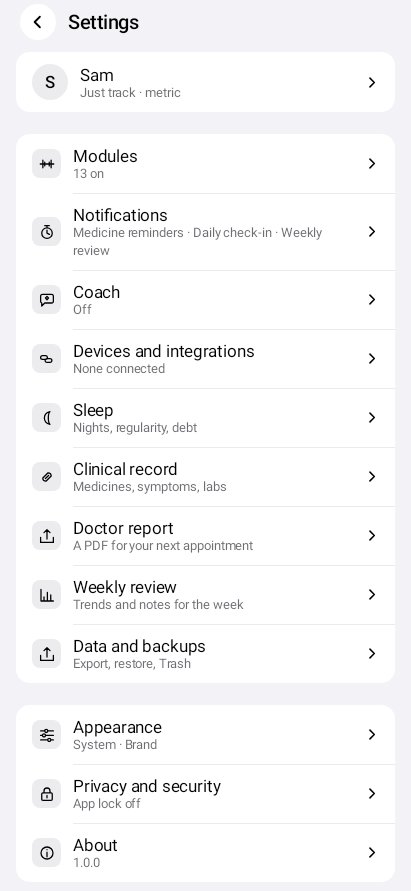 Settings
S
Sam
Just track · metric
Modules
13 on
Notifications
Medicine reminders · Daily check-in · Weekly
review
Coach
Off
Devices and integrations
None connected
Sleep
Nights, regularity, debt
Clinical record
Medicines, symptoms, labs
Doctor report
A PDF for your next appointment
Weekly review
Trends and notes for the week
Data and backups
Export, restore, Trash
Appearance
System · Brand
Privacy and security
App lock off
About
1.0.0